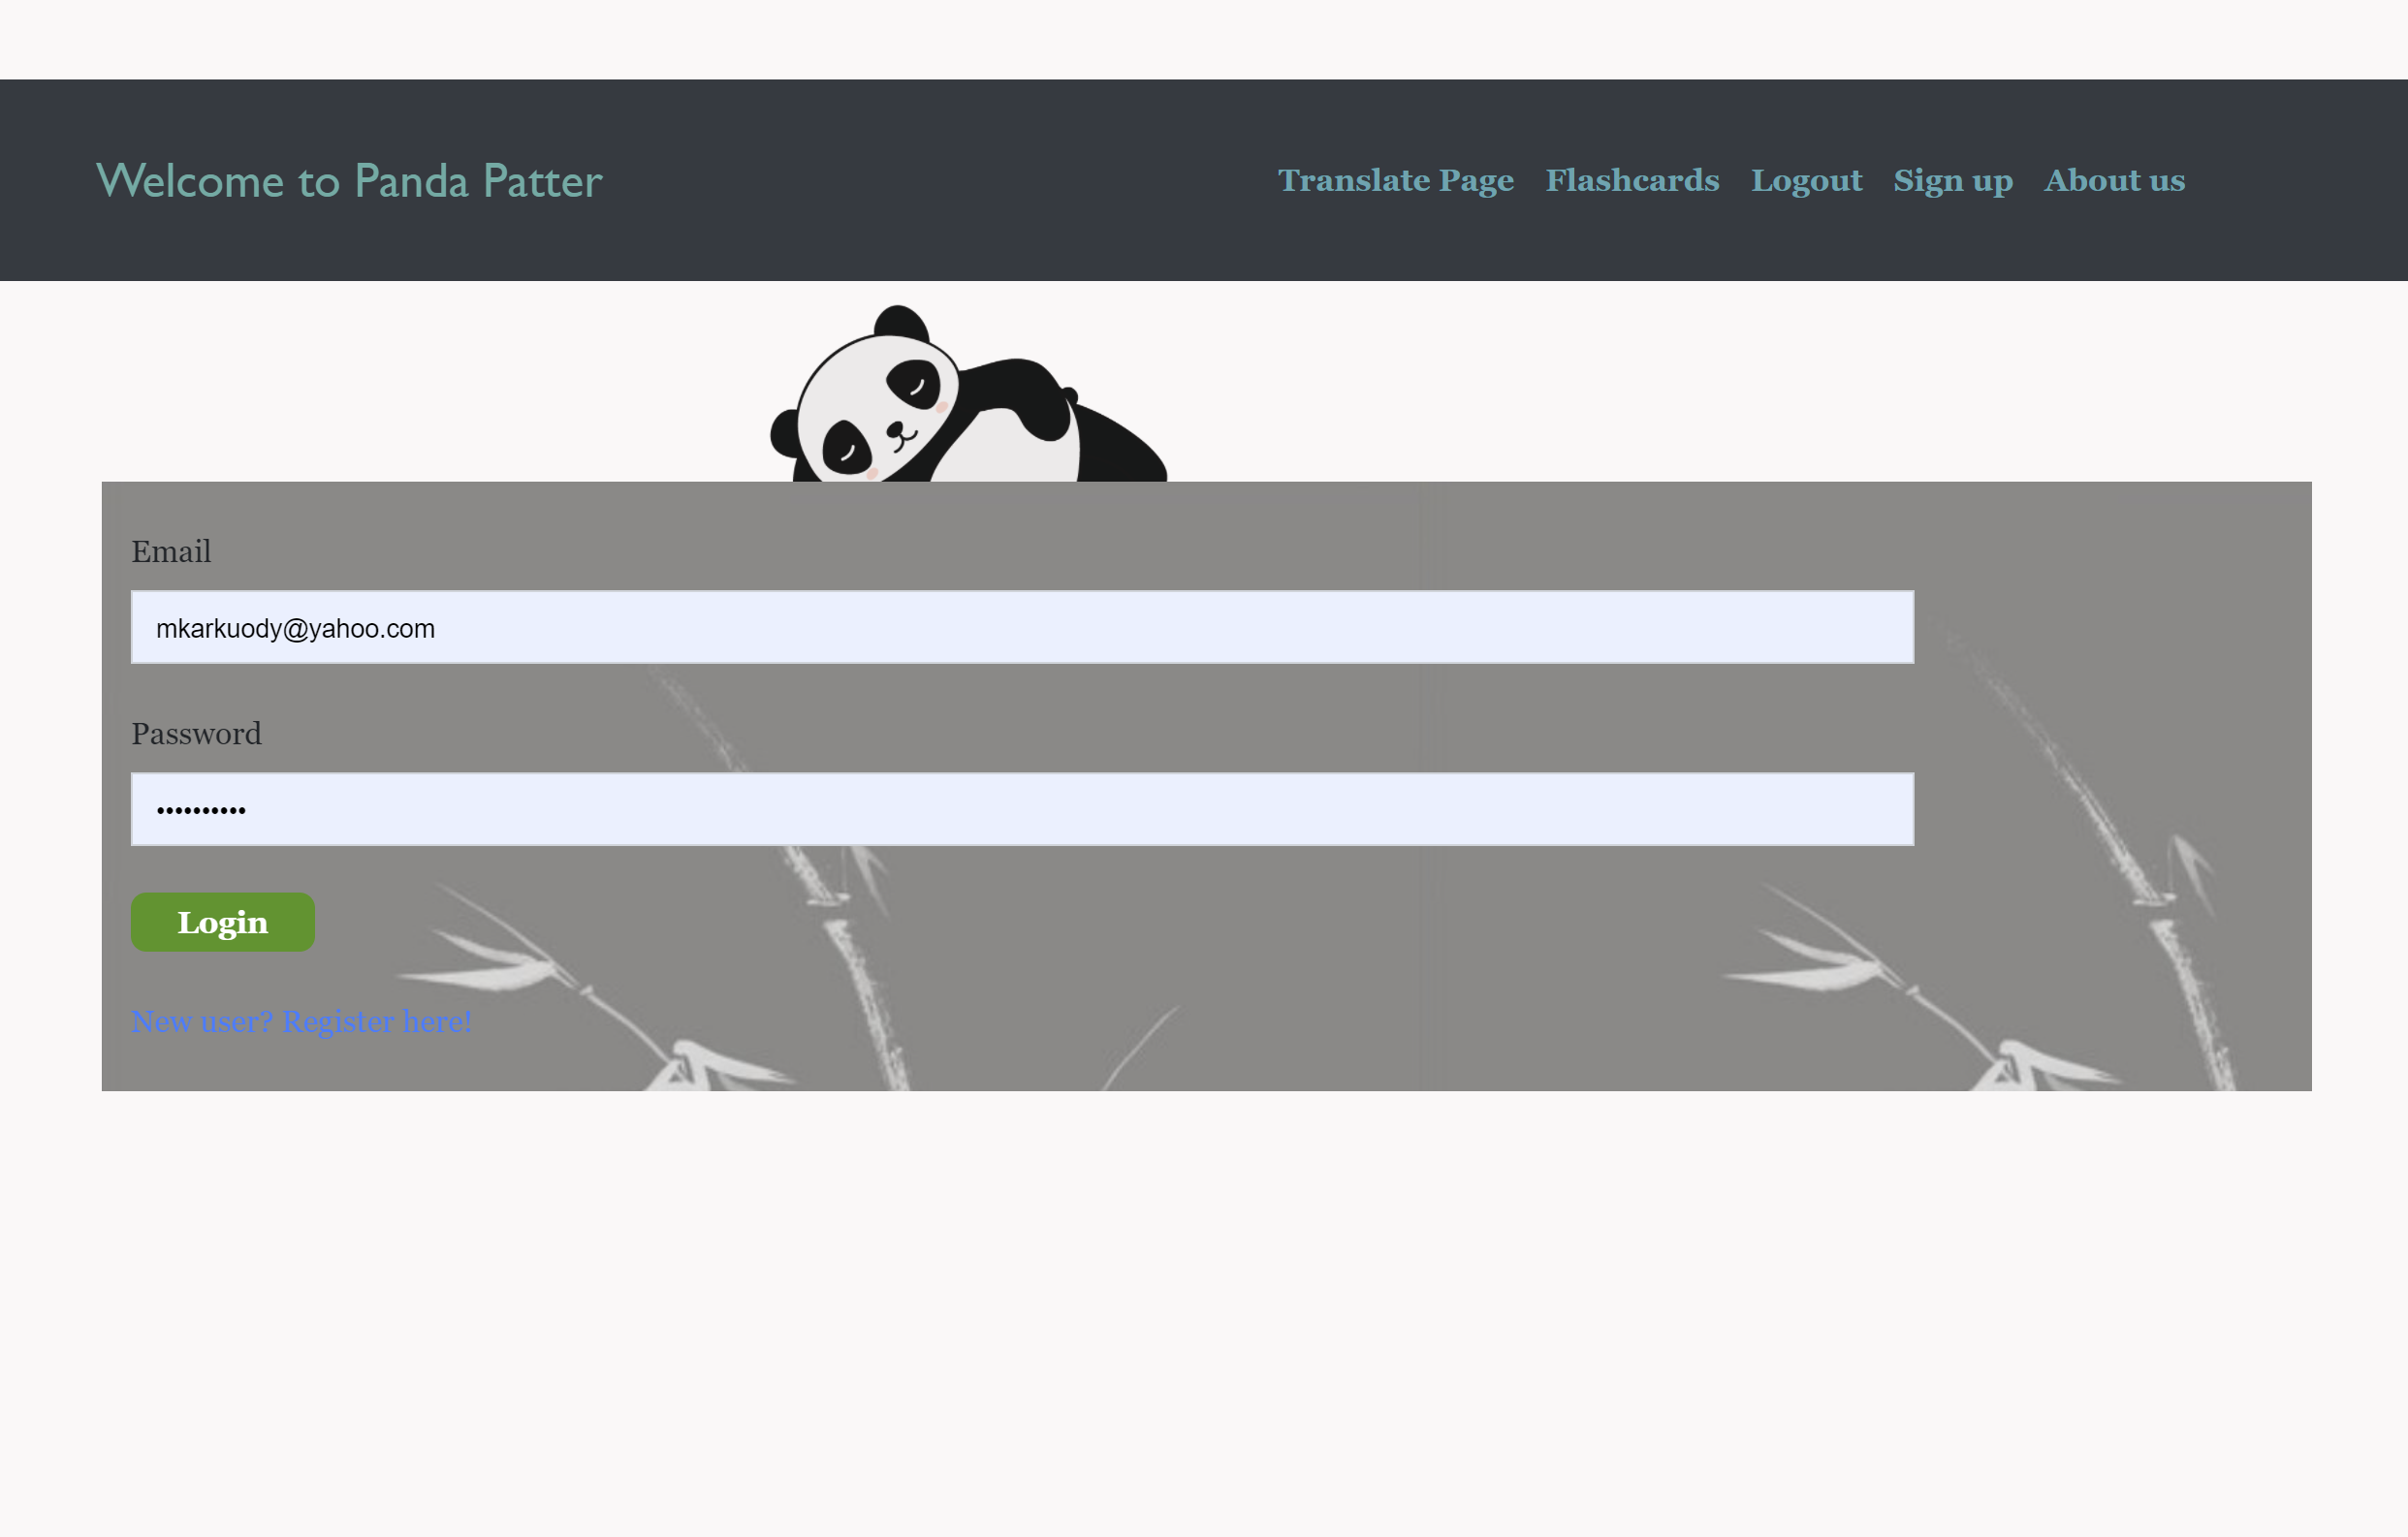 Welcome to Panda Patter
Translate Page Flashcards Logout Sign up About us
Email
mkarkuody@yahoo.com
Password
••••••••••
Login
New user? Register here!